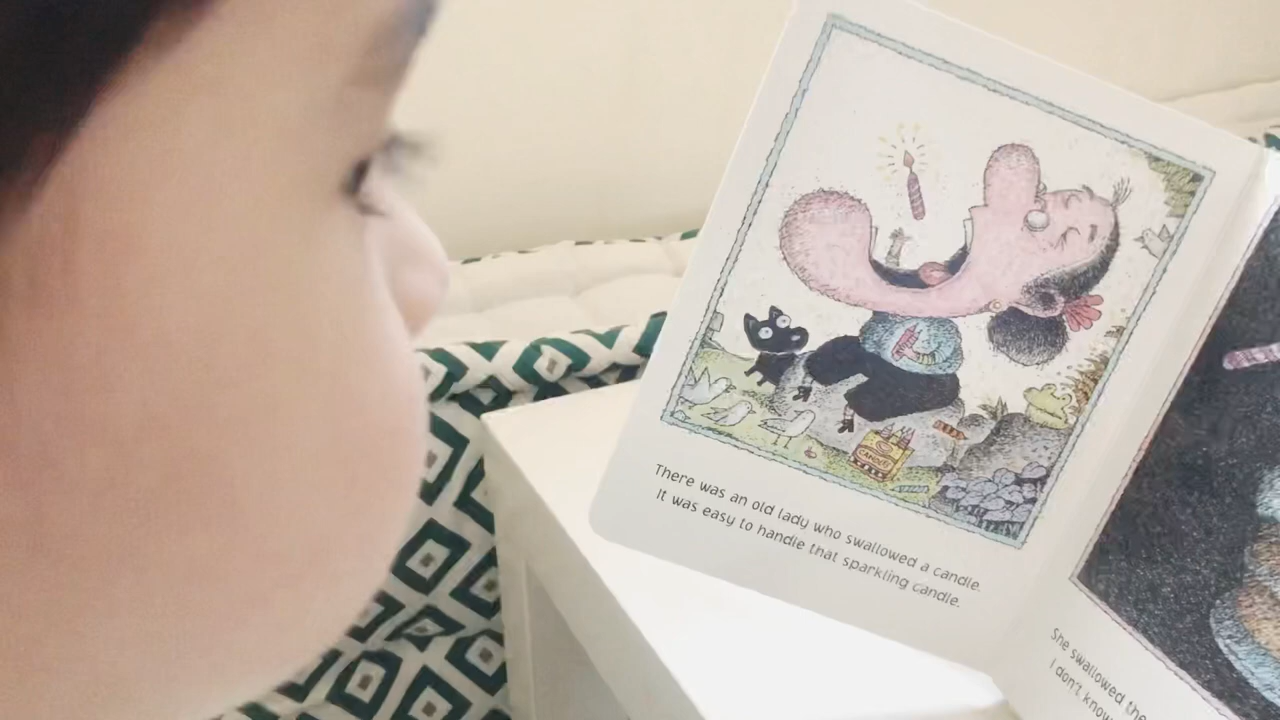 CANDLES
There was an old lady who swallowed a candle.
It was easy to handle that sparkling candle.
She swallowed the
I don't know